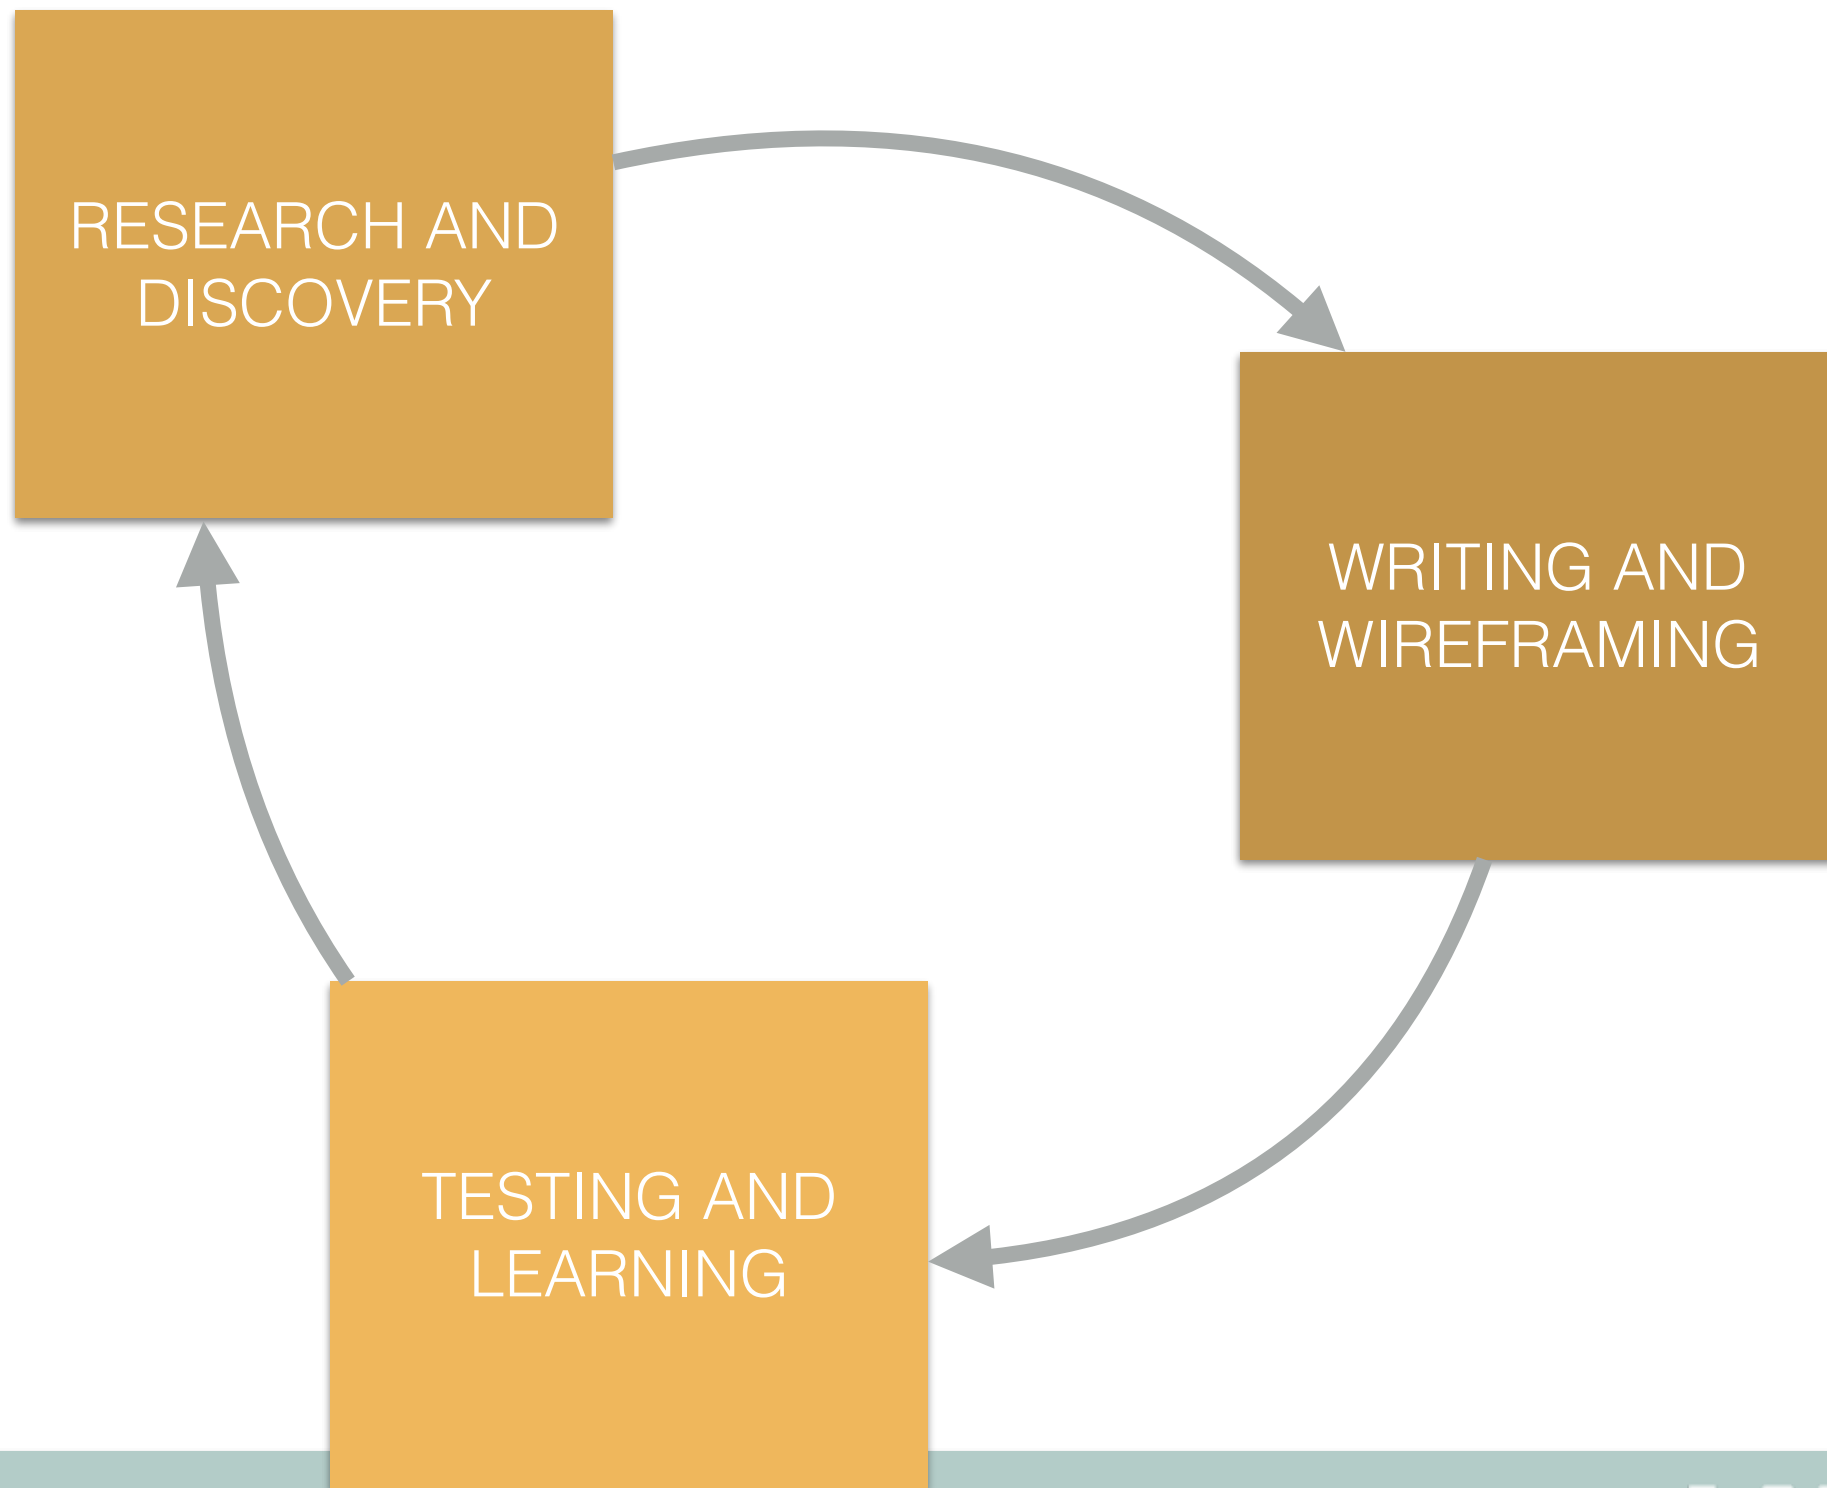 RESEARCH AND
DISCOVERY
WRITING AND
WIREFRAMING
TESTING AND
LEARNING